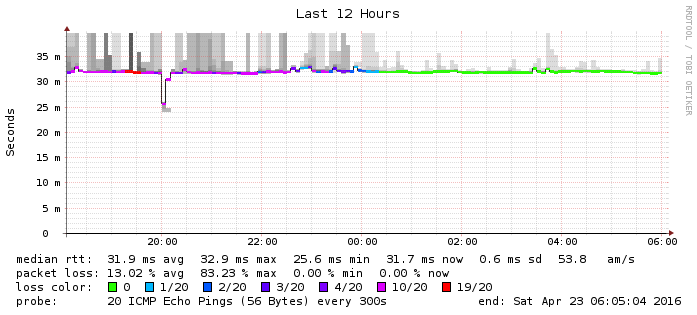 Last 12 Hours
RRDTOOL / TOBI OETIKER
Seconds
35 m
30 m
25 m
20 m
15 m
10 m
5 m
0
20:00 22:00 00:00 02:00 04:00 06:00
median rtt: 31.9 ms avg 32.9 ms max 25.6 ms min 31.7 ms now 0.6 ms sd 53.8 am/s
packet loss: 13.02 % avg 83.23 % max 0.00 % min 0.00 % now
loss color: 0 1/20 2/20 3/20 4/20 10/20 19/20
probe: 20 ICMP Echo Pings (56 Bytes) every 300s end: Sat Apr 23 06:05:04 2016